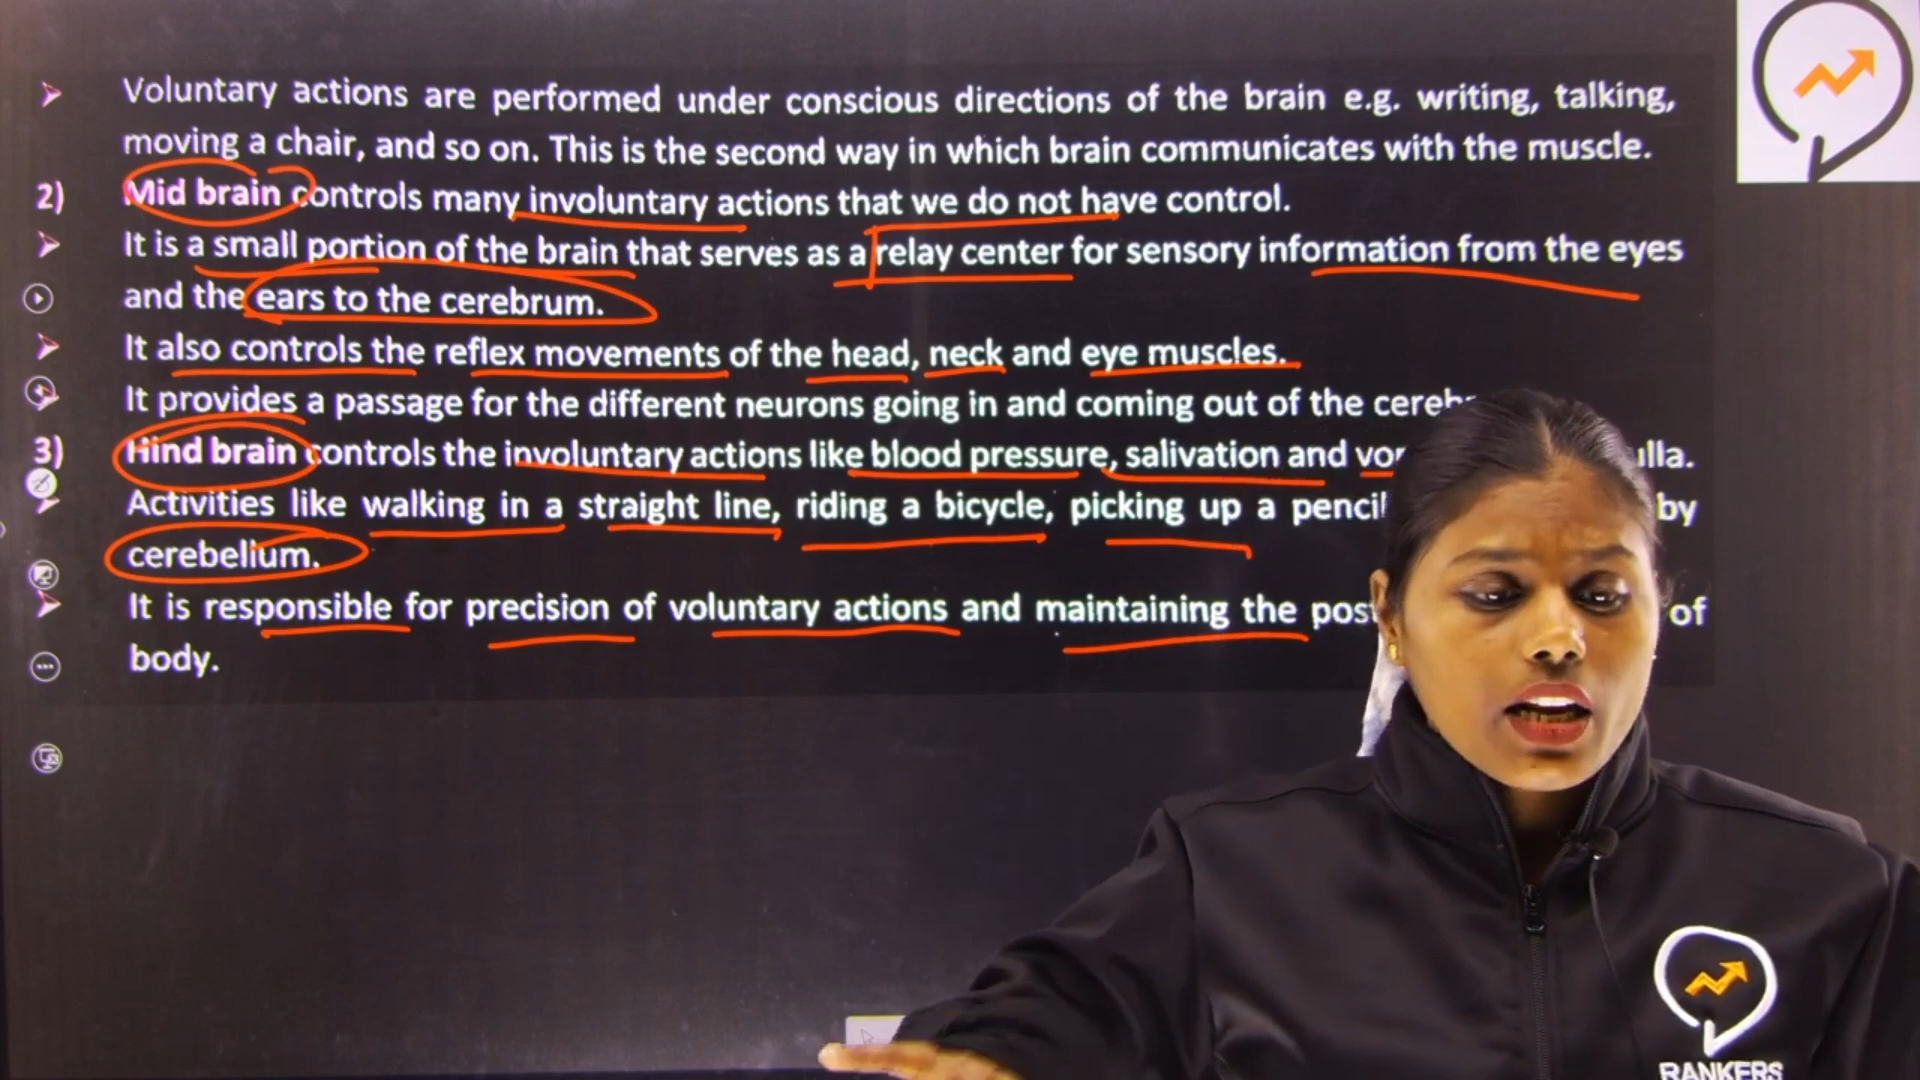 Voluntary actions are performed under conscious directions of the brain e.g. writing, talking,
moving a chair, and so on. This is the second way in which brain communicates with the muscle.
2) Mid brain controls many involuntary actions that we do not have control.
It is a small portion of the brain that serves as a relay center for sensory information from the eyes
and the ears to the cerebrum.
It also controls the reflex movements of the head, neck and eye muscles.
It provides a passage for the different neurons going in and coming out of the
3) Hind brain controls the involuntary actions like blood pressure, salivation and
Activities like walking in a straight line, riding a bicycle, picking up a pencil by
cerebellum.
It is responsible for precision of voluntary actions and maintaining the of
body.
RANKERS